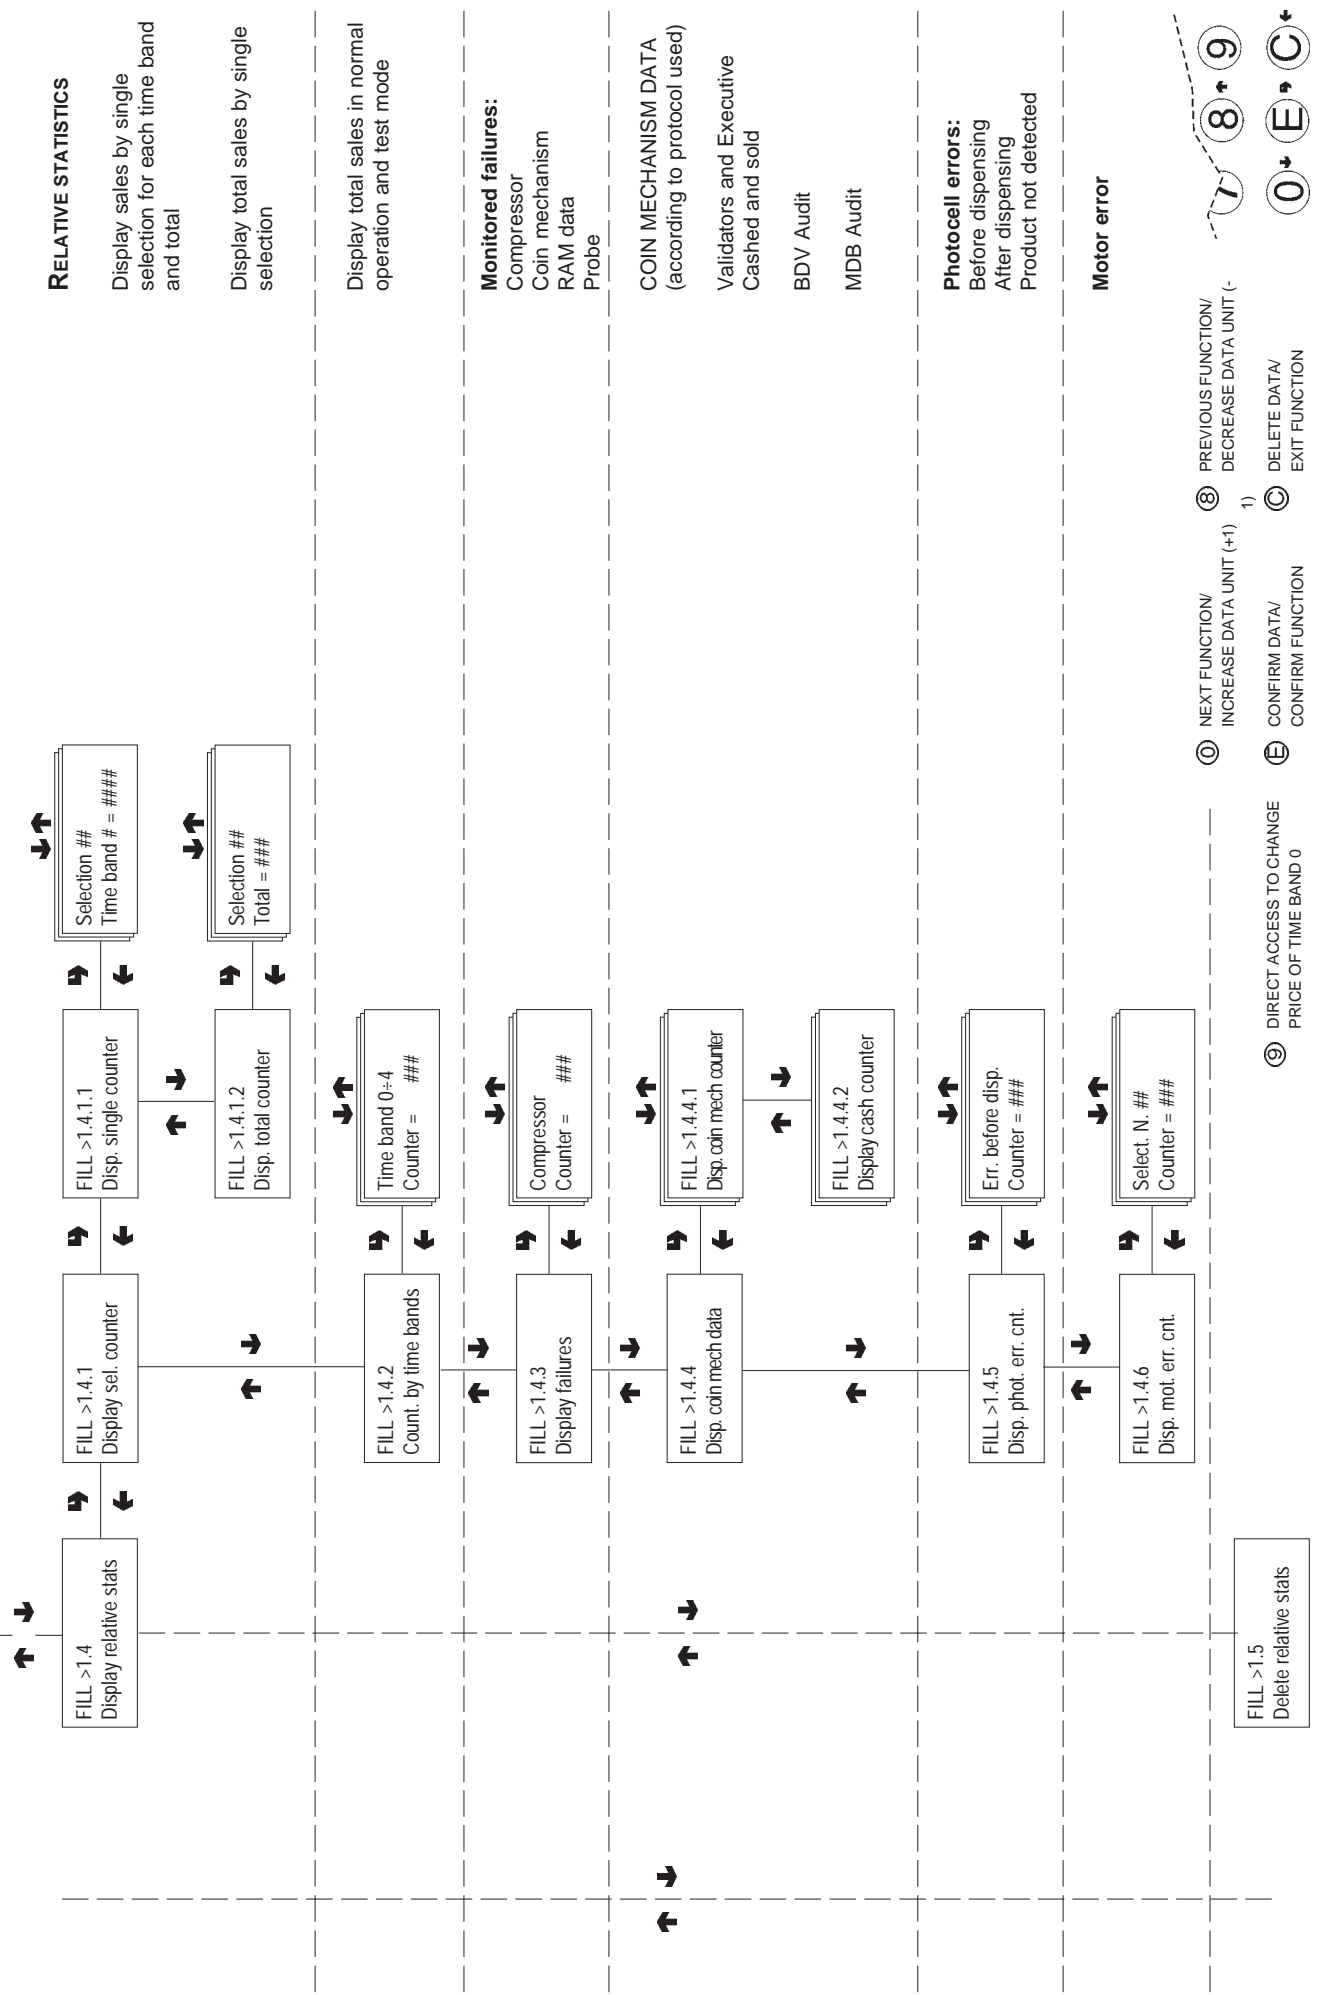 RELATIVE STATISTICS
Display sales by single
selection for each time band
and total
Display total sales by single
selection
Display total sales in normal
operation and test mode
Monitored failures:
Compressor
Coin mechanism
RAM data
Probe
COIN MECHANISM DATA
(according to protocol used)
Validators and Executive
Cashed and sold
BDV Audit
MDB Audit
Photocell errors:
Before dispensing
After dispensing
Product not detected
Motor error
Selection ##
Time band # = ####
Selection ##
Total = ###
FILL >1.4.1.1
Disp. single counter
FILL >1.4.1.2
Disp. total counter
Time band 0÷4
Counter = ###
Compressor
Counter = ###
FILL >1.4.4.1
Disp. coin mech counter
FILL >1.4.4.2
Display cash counter
Err. before disp.
Counter = ###
Select. N. ##
Counter = ###
FILL >1.4.1
Display sel. counter
FILL >1.4.2
Count. by time bands
FILL >1.4.3
Display failures
FILL >1.4.4
Disp. coin mech data
FILL >1.4.5
Disp. phot. err. cnt.
FILL >1.4.6
Disp. mot. err. cnt.
FILL >1.4
Display relative stats
FILL >1.5
Delete relative stats
9 DIRECT ACCESS TO CHANGE
PRICE OF TIME BAND 0
0 NEXT FUNCTION/
INCREASE DATA UNIT (+1)
E CONFIRM DATA/
CONFIRM FUNCTION
8 PREVIOUS FUNCTION/
DECREASE DATA UNIT (-
1)
C DELETE DATA/
EXIT FUNCTION
7 8 9
0 E C